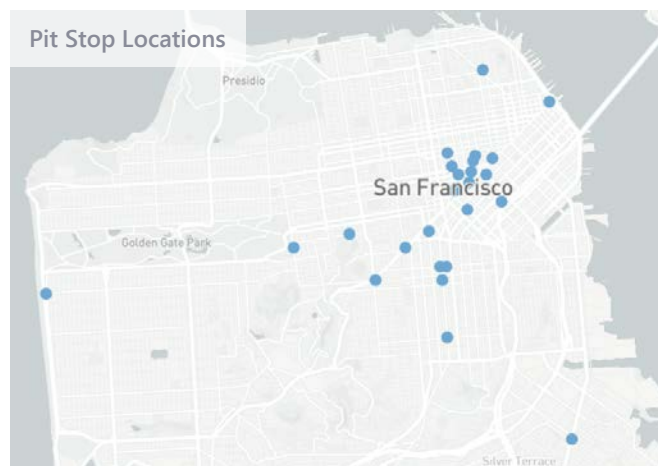 Pit Stop Locations
Presidio
San Francisco
Golden Gate Park
Silver Terrace